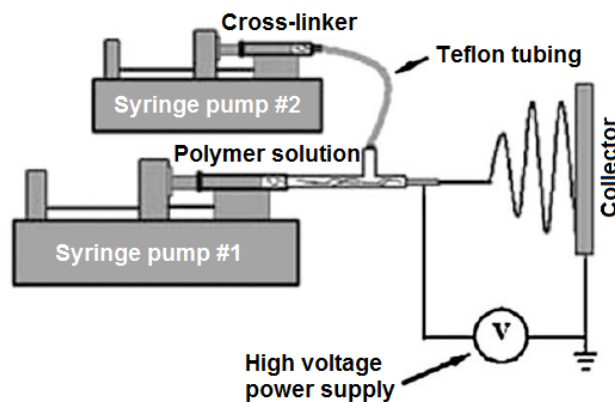 Cross-linker
Teflon tubing
Syringe pump #2
Polymer solution
Collector
Syringe pump #1
V
High voltage
power supply